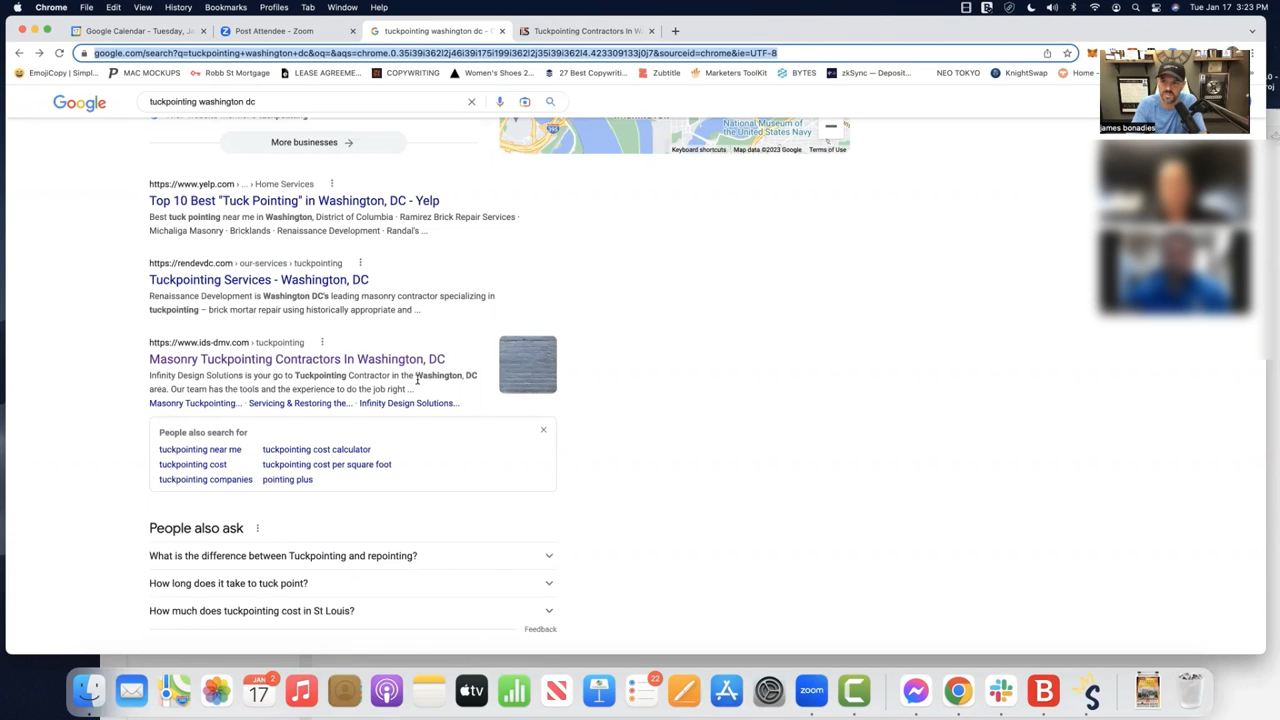 Chrome File Edit View History Bookmarks Profiles Tab Window Help
Tue Jan 17 3:23 PM
Google Calendar - Tuesday, Ja
Post Attendee - Zoom
tuckpointing washington dc - G
Tuckpointing Contractors In Wa
google.com/search?q=tuckpointing+washington+dc&oq=&aqs=chrome.0.35i39i362l2j46i39i175i199i362l2j35i39i362l4.423309133j0j7&sourceid=chrome&ie=UTF-8
EmojiCopy | Simpl...
MAC MOCKUPS
Robb St Mortgage
LEASE AGREEME...
COPYWRITING
Women's Shoes 2...
27 Best Copywritin...
Zubtitle
Marketers ToolKit
BYTES
zkSync — Deposit...
NEO TOKYO
KnightSwap
Home -
Google
tuckpointing washington dc
james bonadies
More businesses
395
National Museum of
the United States Navy
Keyboard shortcuts Map data ©2023 Google Terms of Use
https://www.yelp.com › ... › Home Services
Top 10 Best "Tuck Pointing" in Washington, DC - Yelp
Best tuck pointing near me in Washington, District of Columbia · Ramirez Brick Repair Services ·
Michaliga Masonry · Bricklands · Renaissance Development · Randal's ...
https://rendevdc.com › our-services › tuckpointing
Tuckpointing Services - Washington, DC
Renaissance Development is Washington DC's leading masonry contractor specializing in
tuckpointing – brick mortar repair using historically appropriate and ...
https://www.ids-dmv.com › tuckpointing
Masonry Tuckpointing Contractors In Washington, DC
Infinity Design Solutions is your go to Tuckpointing Contractor in the Washington, DC
area. Our team has the tools and the experience to do the job right ...
Masonry Tuckpointing... · Servicing & Restoring the... · Infinity Design Solutions...
People also search for
tuckpointing near me tuckpointing cost calculator
tuckpointing cost tuckpointing cost per square foot
tuckpointing companies pointing plus
People also ask
What is the difference between Tuckpointing and repointing?
How long does it take to tuck point?
How much does tuckpointing cost in St Louis?
Feedback
JAN
17
2
tv
22
zoom
C
B
S